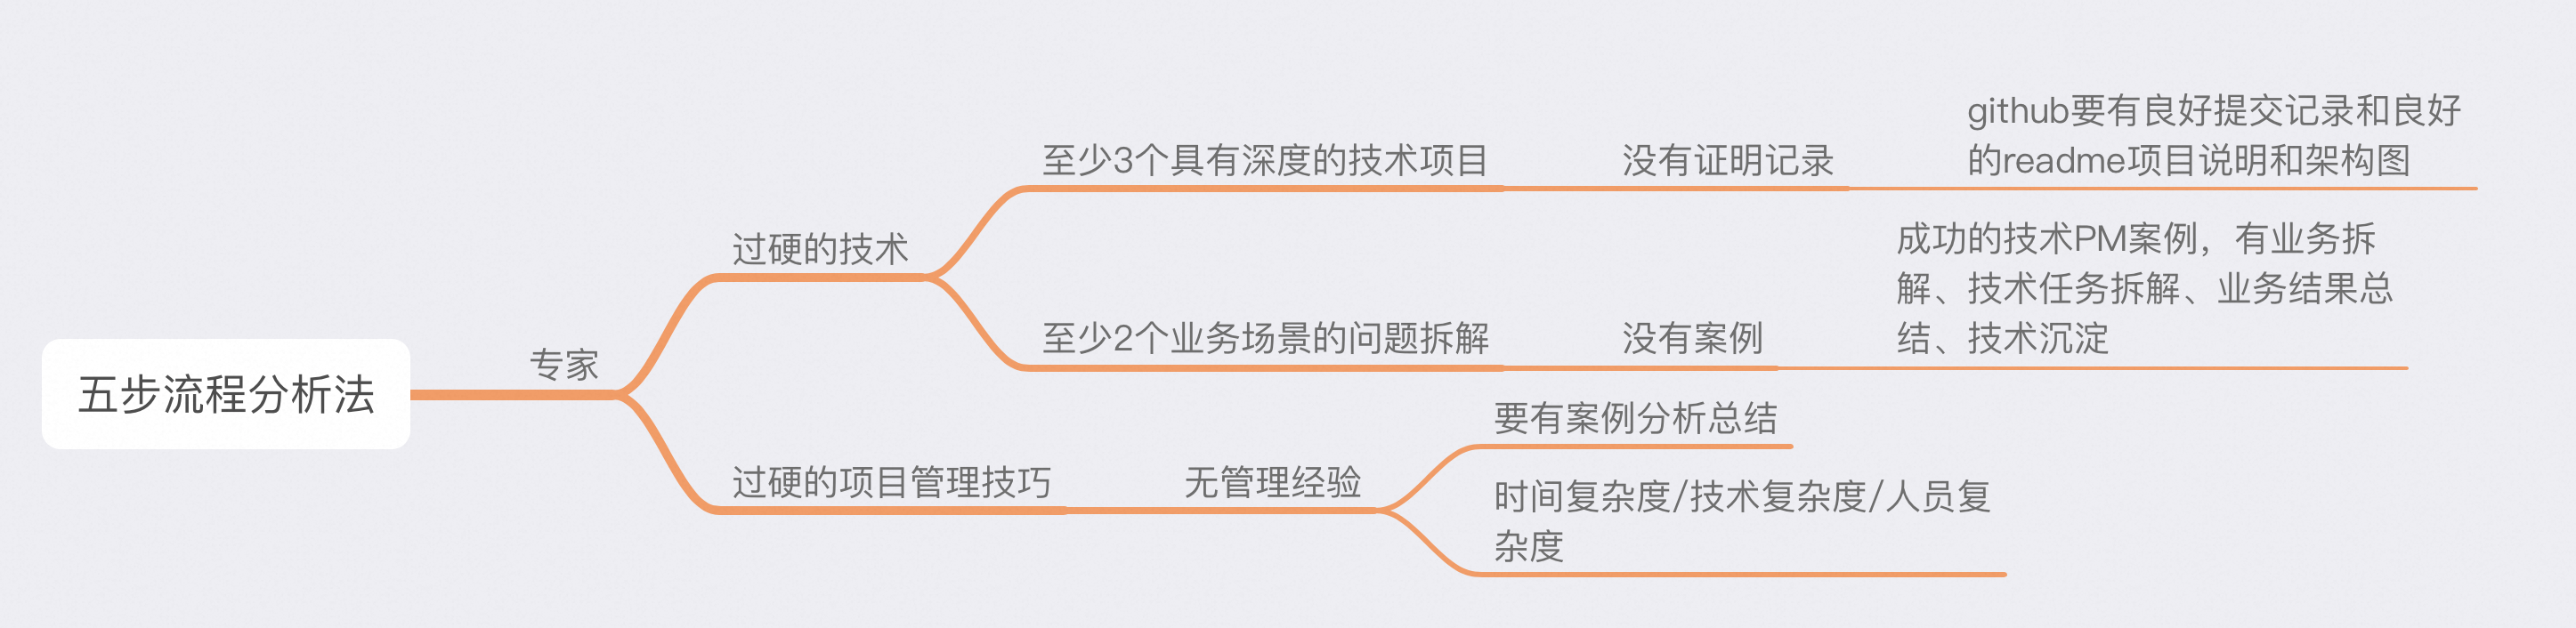 五步流程分析法
专家
过硬的技术
至少3个具有深度的技术项目
没有证明记录
github要有良好提交记录和良好
的readme项目说明和架构图
至少2个业务场景的问题拆解
没有案例
成功的技术PM案例，有业务拆
解、技术任务拆解、业务结果总
结、技术沉淀
过硬的项目管理技巧
无管理经验
要有案例分析总结
时间复杂度/技术复杂度/人员复
杂度